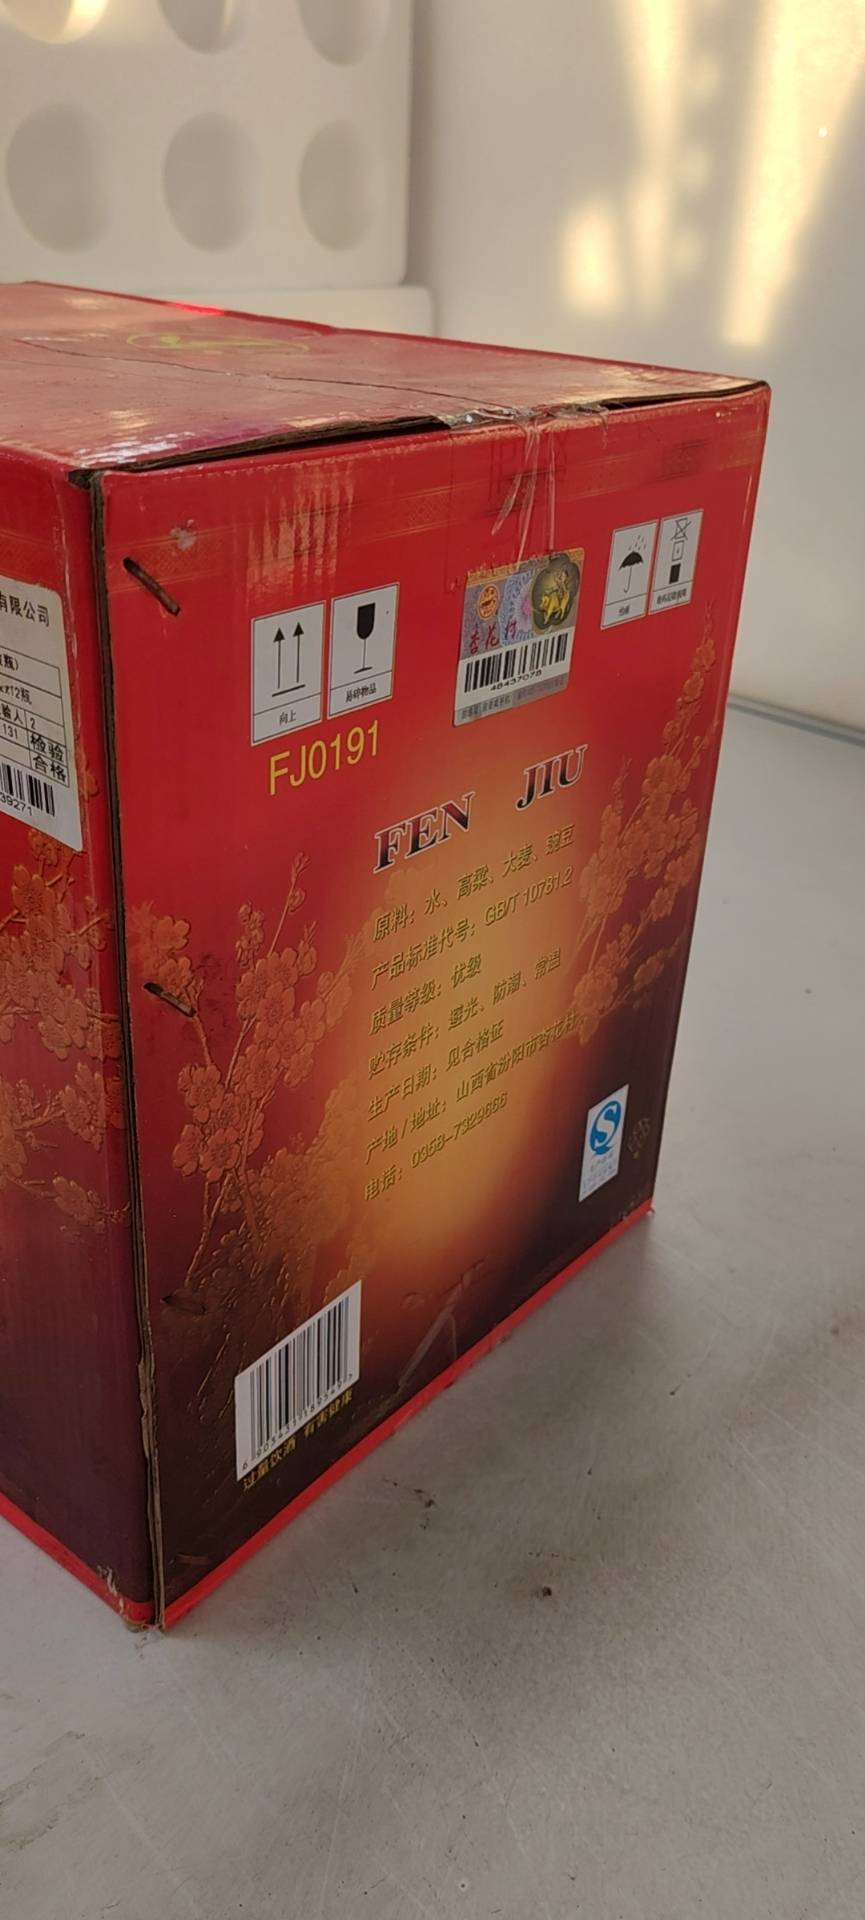 有限公司
x12瓶
验人 2
131 检验
合格
39271
向上
易碎物品
怕雨
杏花村
48437078
FJ0191
FEN JIU
原料：水、高粱、大麦、豌豆
产品标准代号：GB/T 10781.2
质量等级：优级
贮存条件：避光、防潮、常温
生产日期：见合格证
产地/地址：山西省汾阳市杏花村
电话：0358-7329666
过量饮酒 有害健康